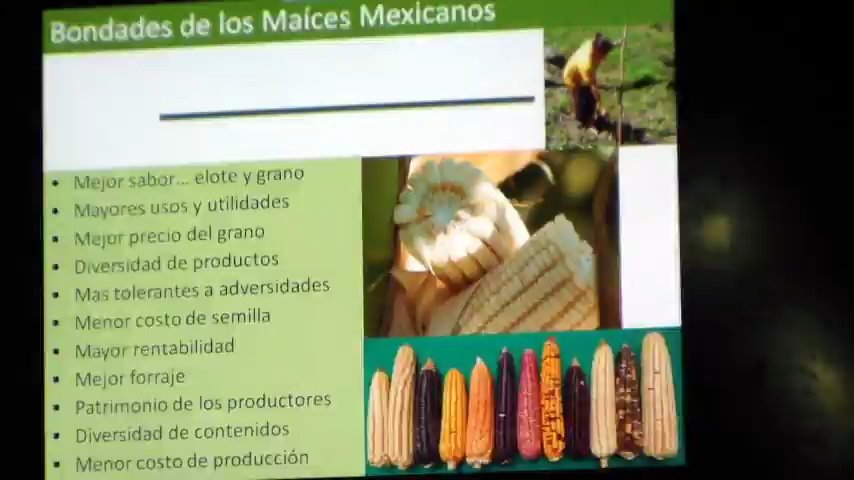 Bondades de los Maíces Mexicanos
• Mejor sabor... elote y grano
• Mayores usos y utilidades
• Mejor precio del grano
• Diversidad de productos
• Mas tolerantes a adversidades
• Menor costo de semilla
• Mayor rentabilidad
• Mejor forraje
• Patrimonio de los productores
• Diversidad de contenidos
• Menor costo de producción